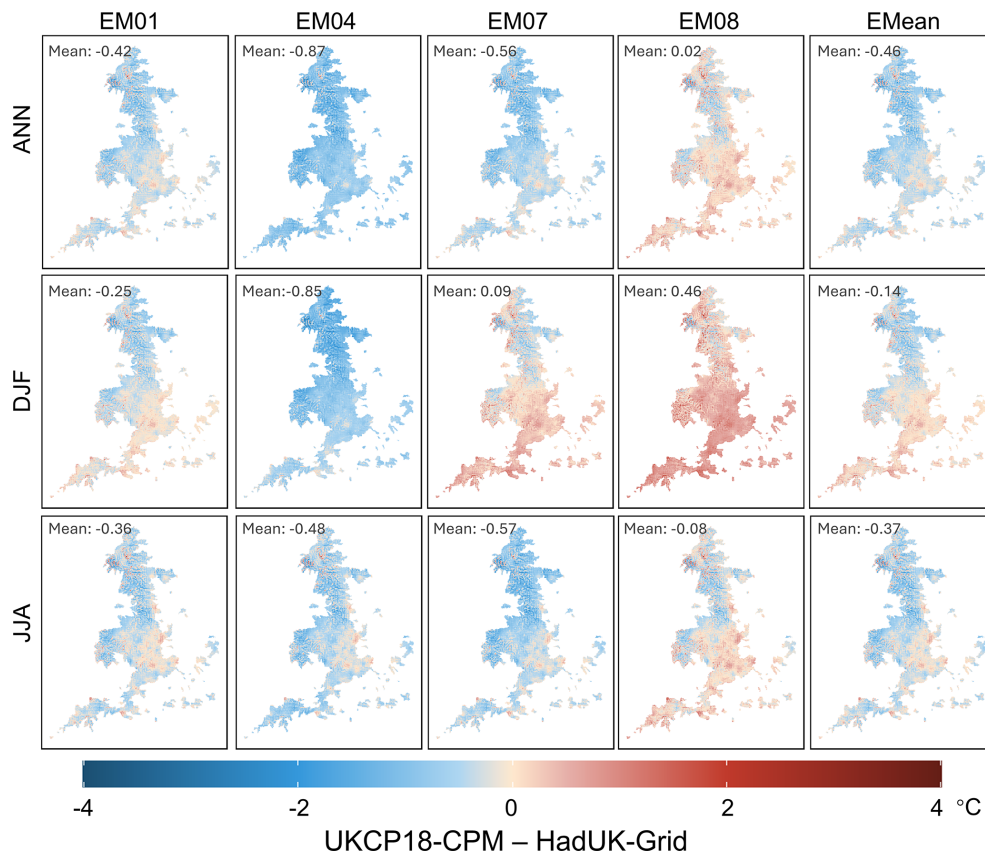 EM01 EM04 EM07 EM08 EMean
ANN
Mean: -0.42 Mean: -0.87 Mean: -0.56 Mean: 0.02 Mean: -0.46
DJF
Mean: -0.25 Mean:-0.85 Mean: 0.09 Mean: 0.46 Mean: -0.14
JJA
Mean: -0.36 Mean: -0.48 Mean: -0.57 Mean: -0.08 Mean: -0.37
-4 -2 0 2 4 °C
UKCP18-CPM – HadUK-Grid